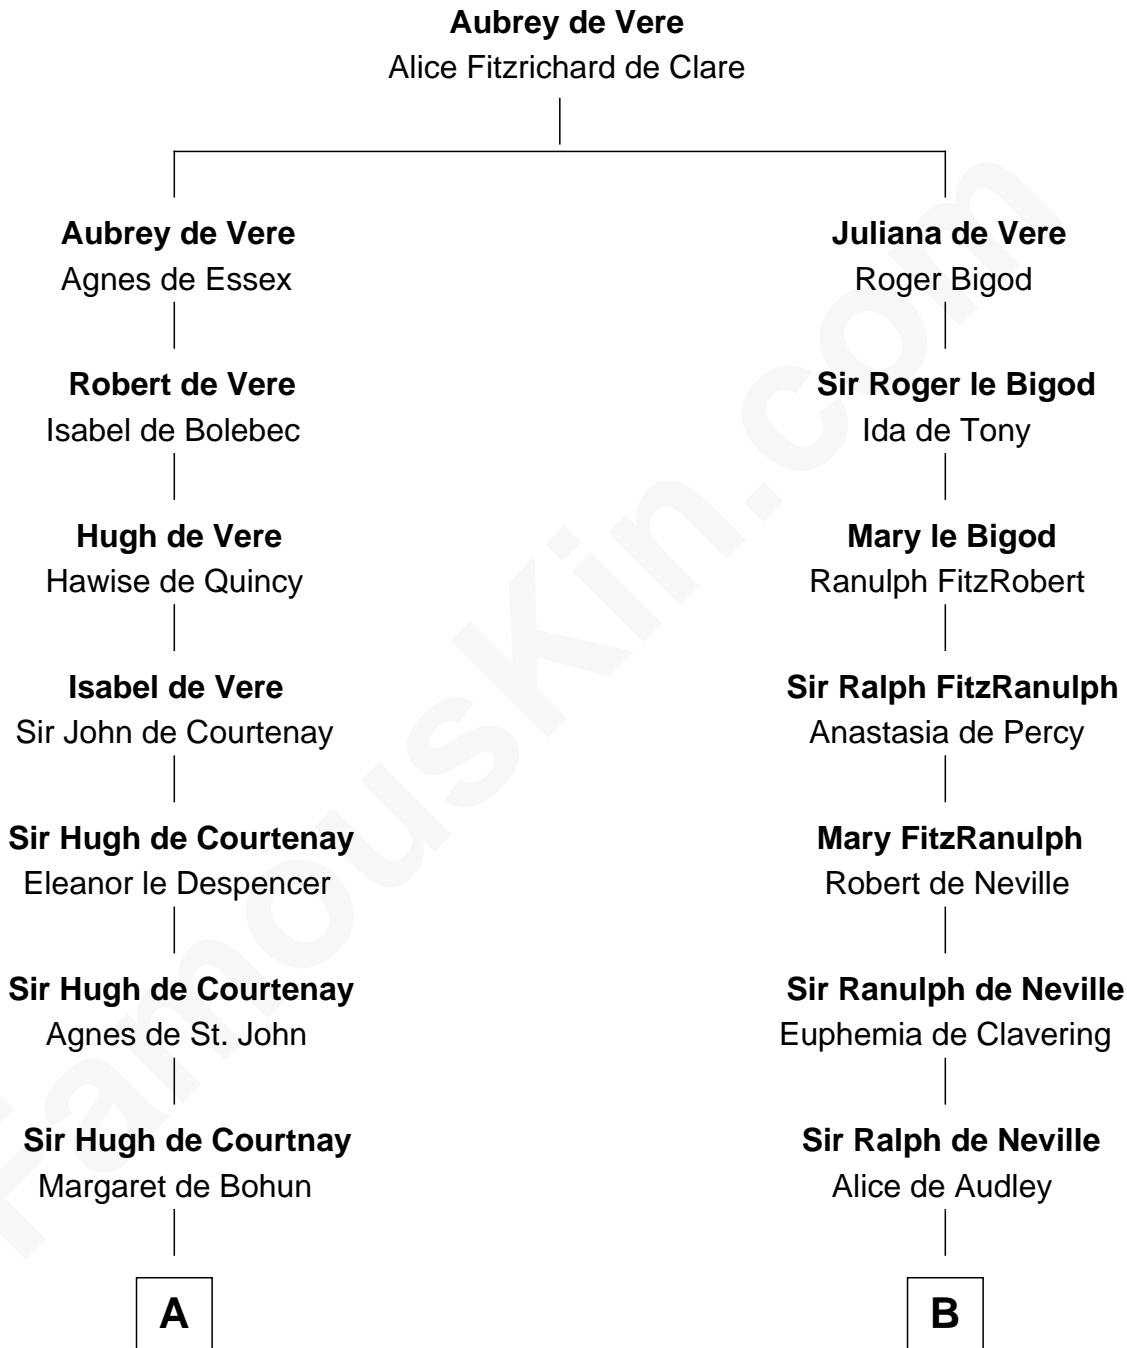 Aubrey de Vere
Alice Fitzrichard de Clare
Aubrey de Vere
Agnes de Essex
Juliana de Vere
Roger Bigod
Robert de Vere
Isabel de Bolebec
Sir Roger le Bigod
Ida de Tony
Hugh de Vere
Hawise de Quincy
Mary le Bigod
Ranulph FitzRobert
Isabel de Vere
Sir John de Courtenay
Sir Ralph FitzRanulph
Anastasia de Percy
Sir Hugh de Courtenay
Eleanor le Despencer
Mary FitzRanulph
Robert de Neville
Sir Hugh de Courtenay
Agnes de St. John
Sir Ranulph de Neville
Euphemia de Clavering
Sir Hugh de Courtnay
Margaret de Bohun
Sir Ralph de Neville
Alice de Audley
A
B
FamousKin.com